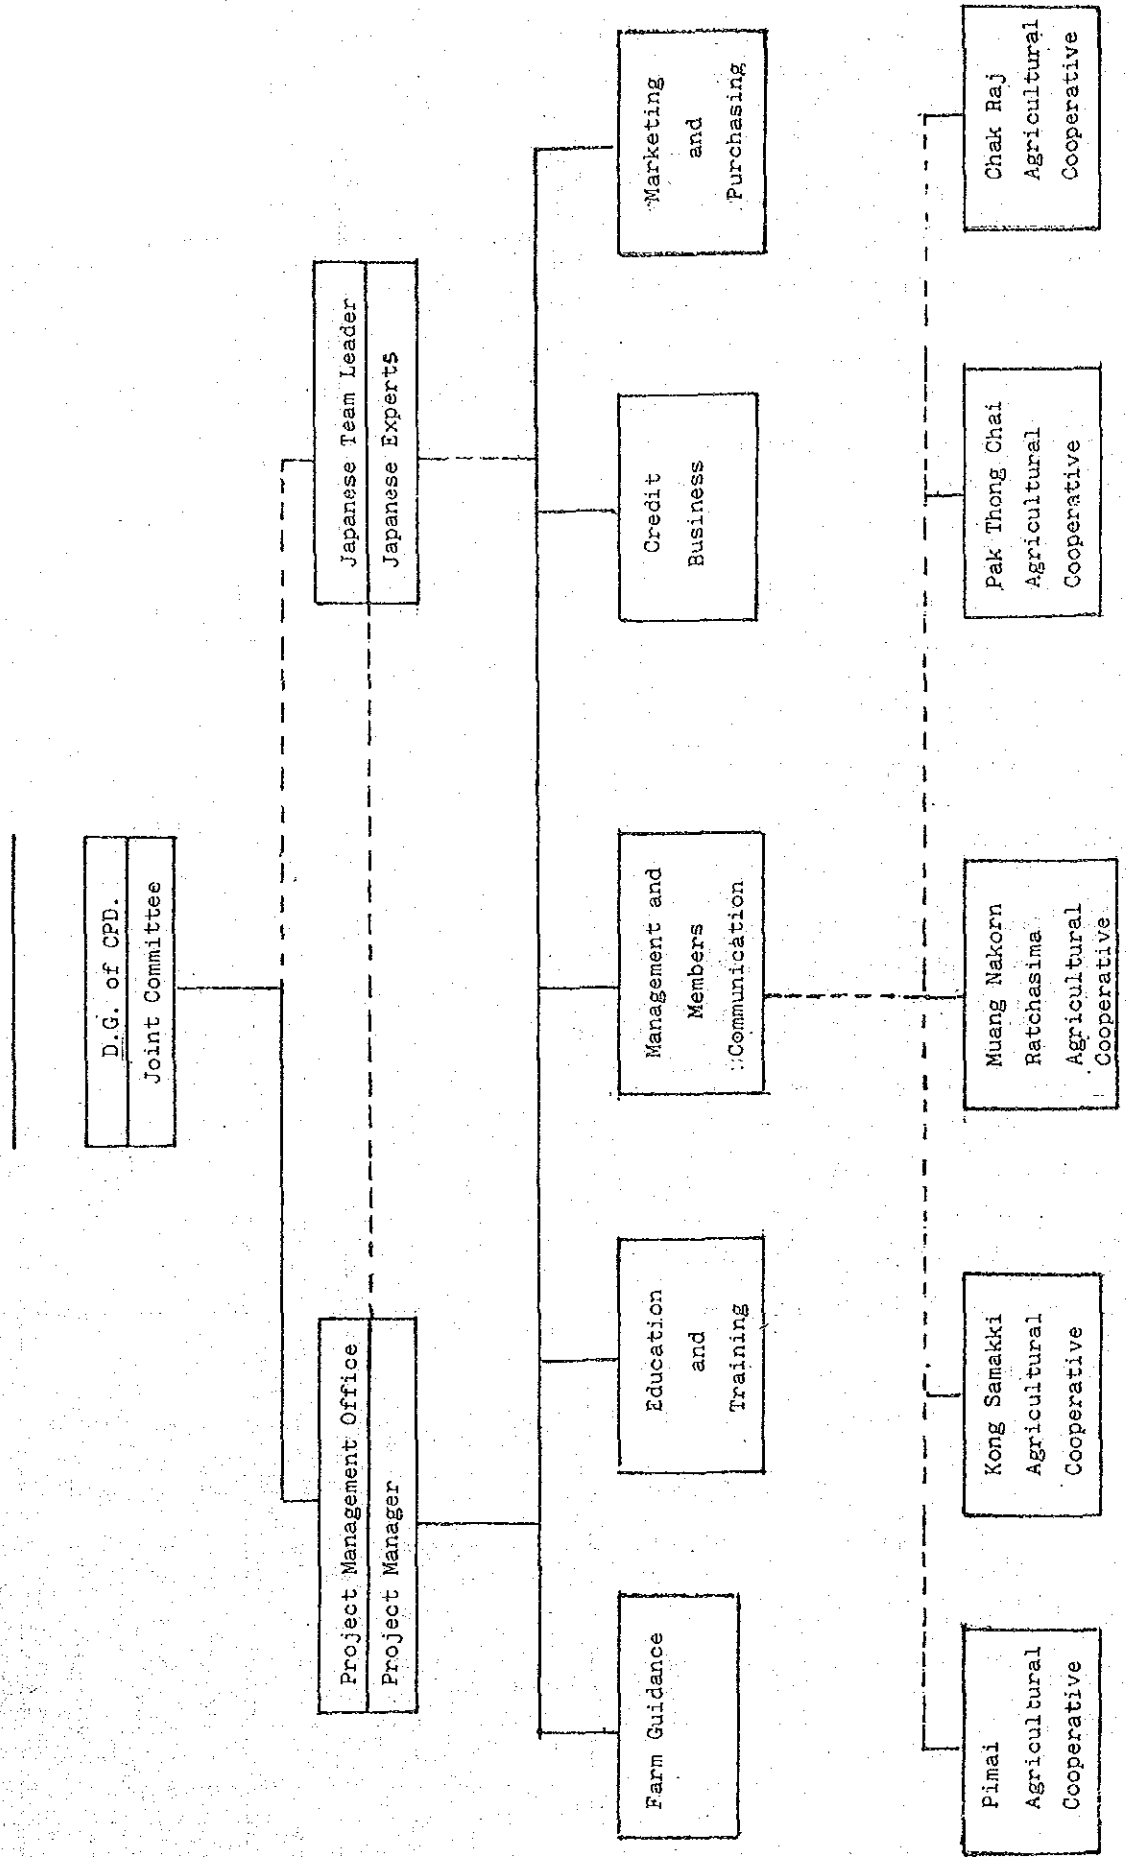 D.G. of CPD.
Joint Committee
Project Management Office
Project Manager
Japanese Team Leader
Japanese Experts
Farm Guidance
Education
and
Training
Management and
Members
Communication
Credit
Business
Marketing
and
Purchasing
Pimai
Agricultural
Cooperative
Kong Samakki
Agricultural
Cooperative
Muang Nakorn
Ratchasima
Agricultural
Cooperative
Pak Thong Chai
Agricultural
Cooperative
Chak Raj
Agricultural
Cooperative